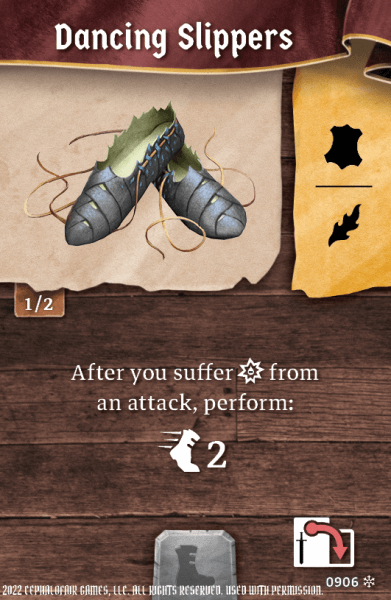 Dancing Slippers
1/2
After you suffer from
an attack, perform:
2
0906
2022 CEPHALOFAIR GAMES, LLC. ALL RIGHTS RESERVED. USED WITH PERMISSION.